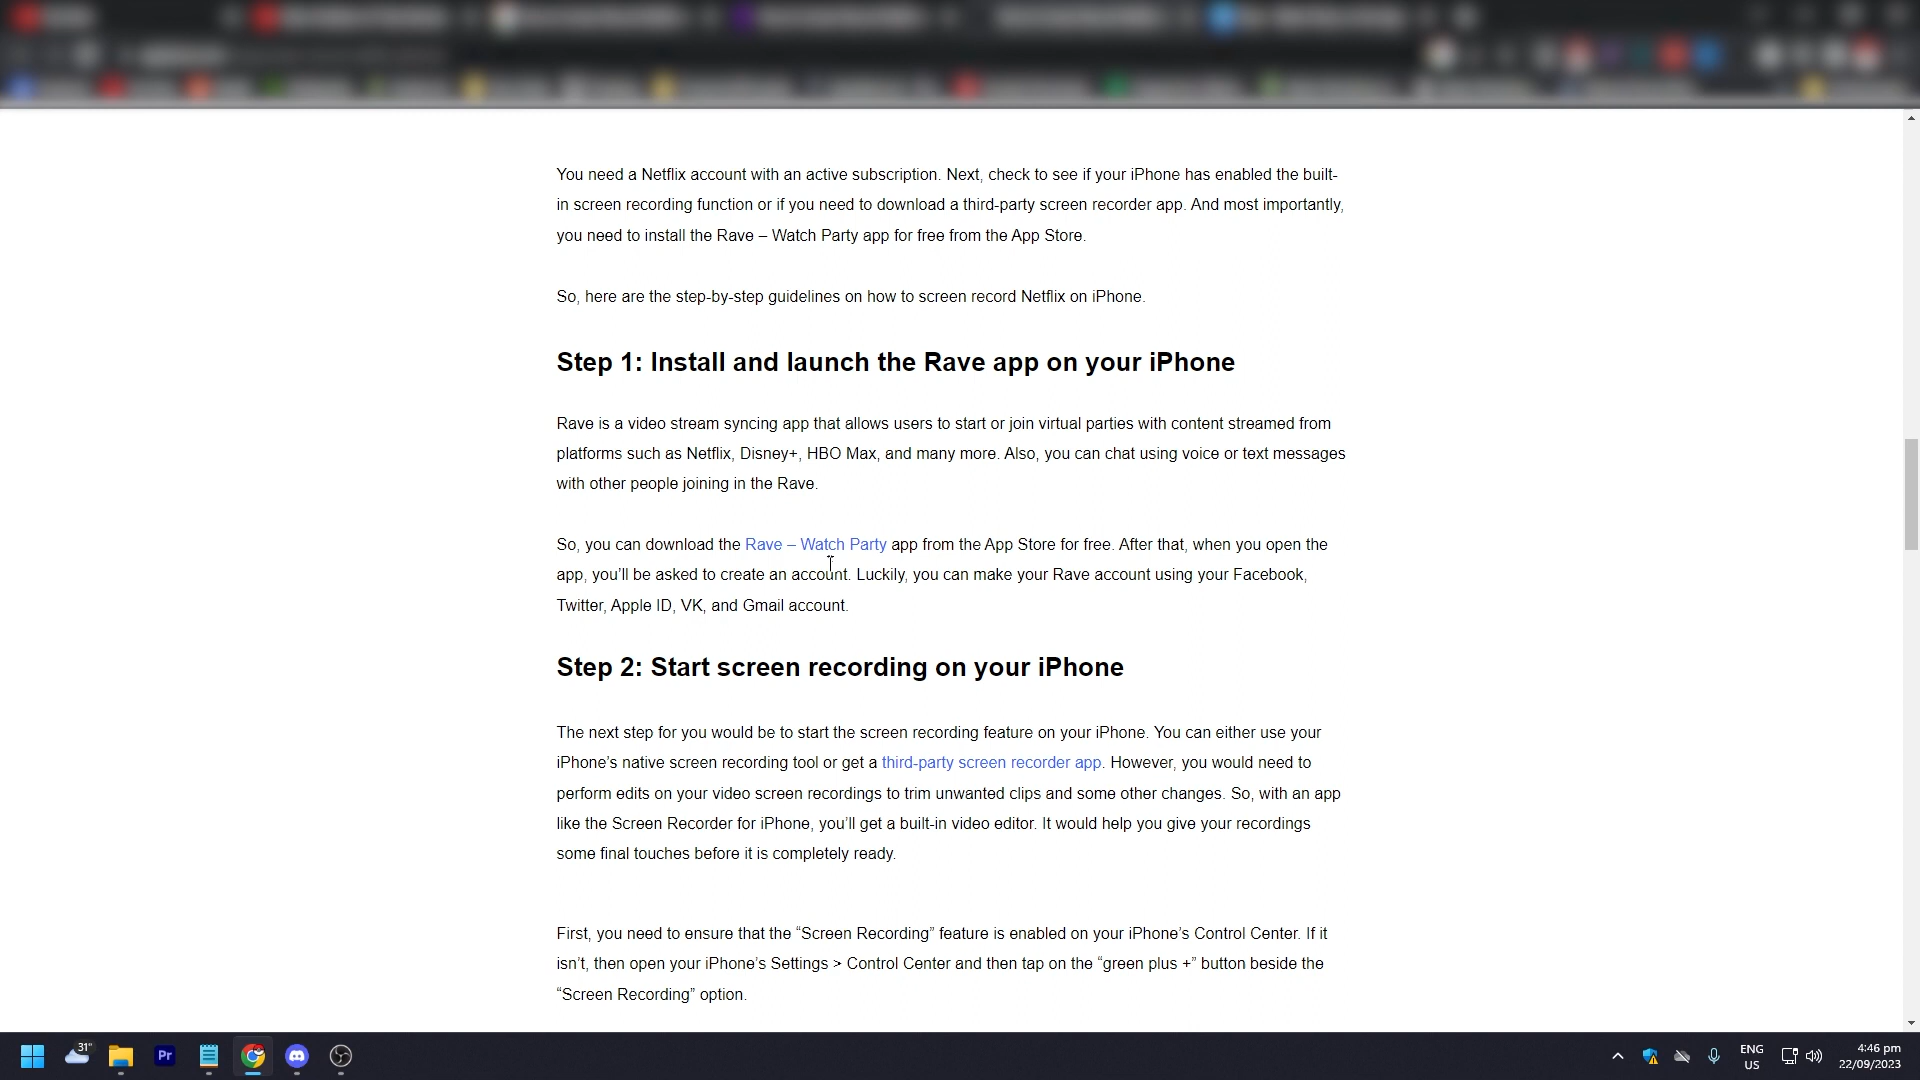 You need a Netflix account with an active subscription. Next, check to see if your iPhone has enabled the built-
in screen recording function or if you need to download a third-party screen recorder app. And most importantly,
you need to install the Rave – Watch Party app for free from the App Store.
So, here are the step-by-step guidelines on how to screen record Netflix on iPhone.
Step 1: Install and launch the Rave app on your iPhone
Rave is a video stream syncing app that allows users to start or join virtual parties with content streamed from
platforms such as Netflix, Disney+, HBO Max, and many more. Also, you can chat using voice or text messages
with other people joining in the Rave.
So, you can download the Rave – Watch Party app from the App Store for free. After that, when you open the
app, you’ll be asked to create an account. Luckily, you can make your Rave account using your Facebook,
Twitter, Apple ID, VK, and Gmail account.
Step 2: Start screen recording on your iPhone
The next step for you would be to start the screen recording feature on your iPhone. You can either use your
iPhone’s native screen recording tool or get a third-party screen recorder app. However, you would need to
perform edits on your video screen recordings to trim unwanted clips and some other changes. So, with an app
like the Screen Recorder for iPhone, you’ll get a built-in video editor. It would help you give your recordings
some final touches before it is completely ready.
First, you need to ensure that the “Screen Recording” feature is enabled on your iPhone’s Control Center. If it
isn’t, then open your iPhone’s Settings > Control Center and then tap on the “green plus +” button beside the
“Screen Recording” option.
31°
Pr
ENG
US
4:46 pm
22/09/2023